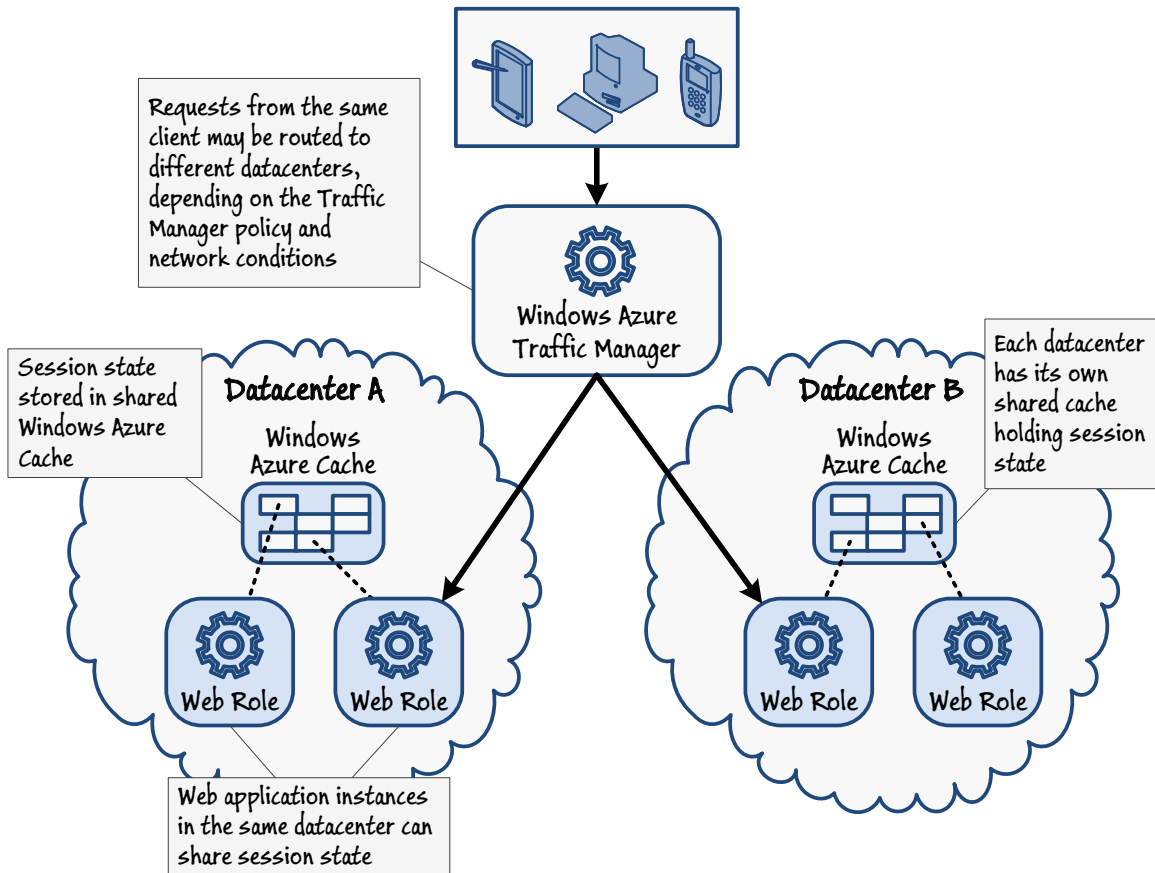 Requests from the same
client may be routed to
different datacenters,
depending on the Traffic
Manager policy and
network conditions
Windows Azure
Traffic Manager
Session state
stored in shared
Windows Azure
Cache
Datacenter A
Windows
Azure Cache
Web Role
Web Role
Web application instances
in the same datacenter can
share session state
Datacenter B
Windows
Azure Cache
Each datacenter
has its own
shared cache
holding session
state
Web Role
Web Role